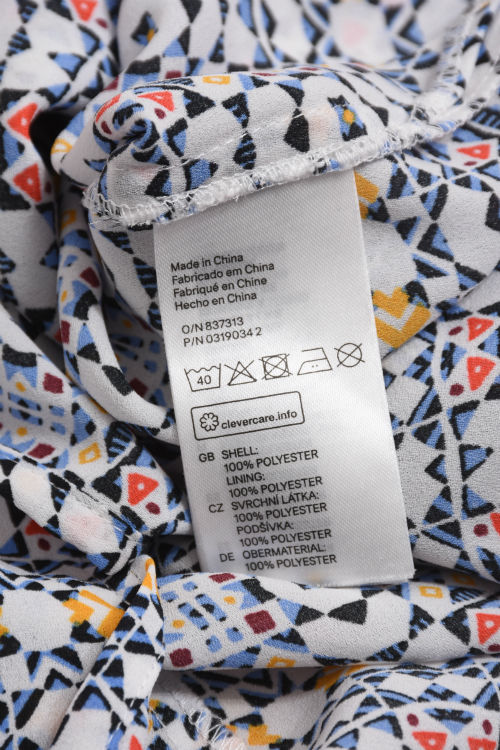 Made in China
Fabricado em China
Fabriqué en Chine
Hecho en China
O/N 837313
P/N 0319034 2
40
clevercare.info
GB SHELL:
100% POLYESTER
LINING:
100% POLYESTER
CZ SVRCHNÍ LÁTKA:
100% POLYESTER
PODŠÍVKA:
100% POLYESTER
DE OBERMATERIAL:
100% POLYESTER